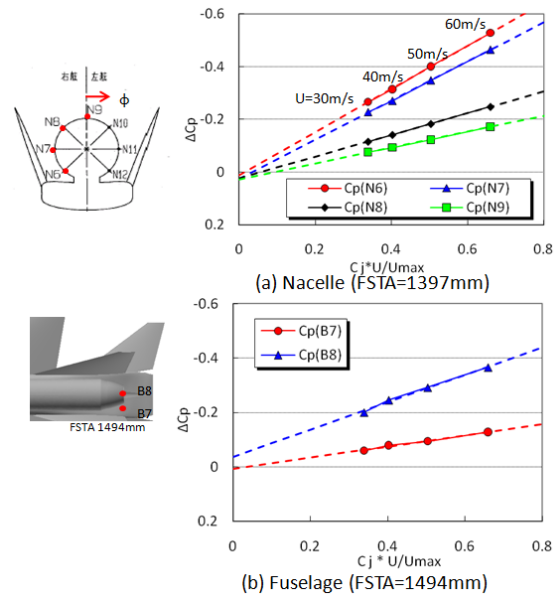 右舷 左舷
N9
ϕ
N8
N10
N7
N11
N6
N12
-0.6
-0.4
-0.2
0
0.2
ΔCp
60m/s
50m/s
40m/s
U=30m/s
Cp(N6) Cp(N7)
Cp(N8) Cp(N9)
0 0.2 0.4 0.6 0.8
Cj*U/Umax
(a) Nacelle (FSTA=1397mm)
B8
B7
FSTA 1494mm
-0.6
-0.4
-0.2
0
0.2
ΔCp
Cp(B7)
Cp(B8)
0 0.2 0.4 0.6 0.8
Cj * U/Umax
(b) Fuselage (FSTA=1494mm)